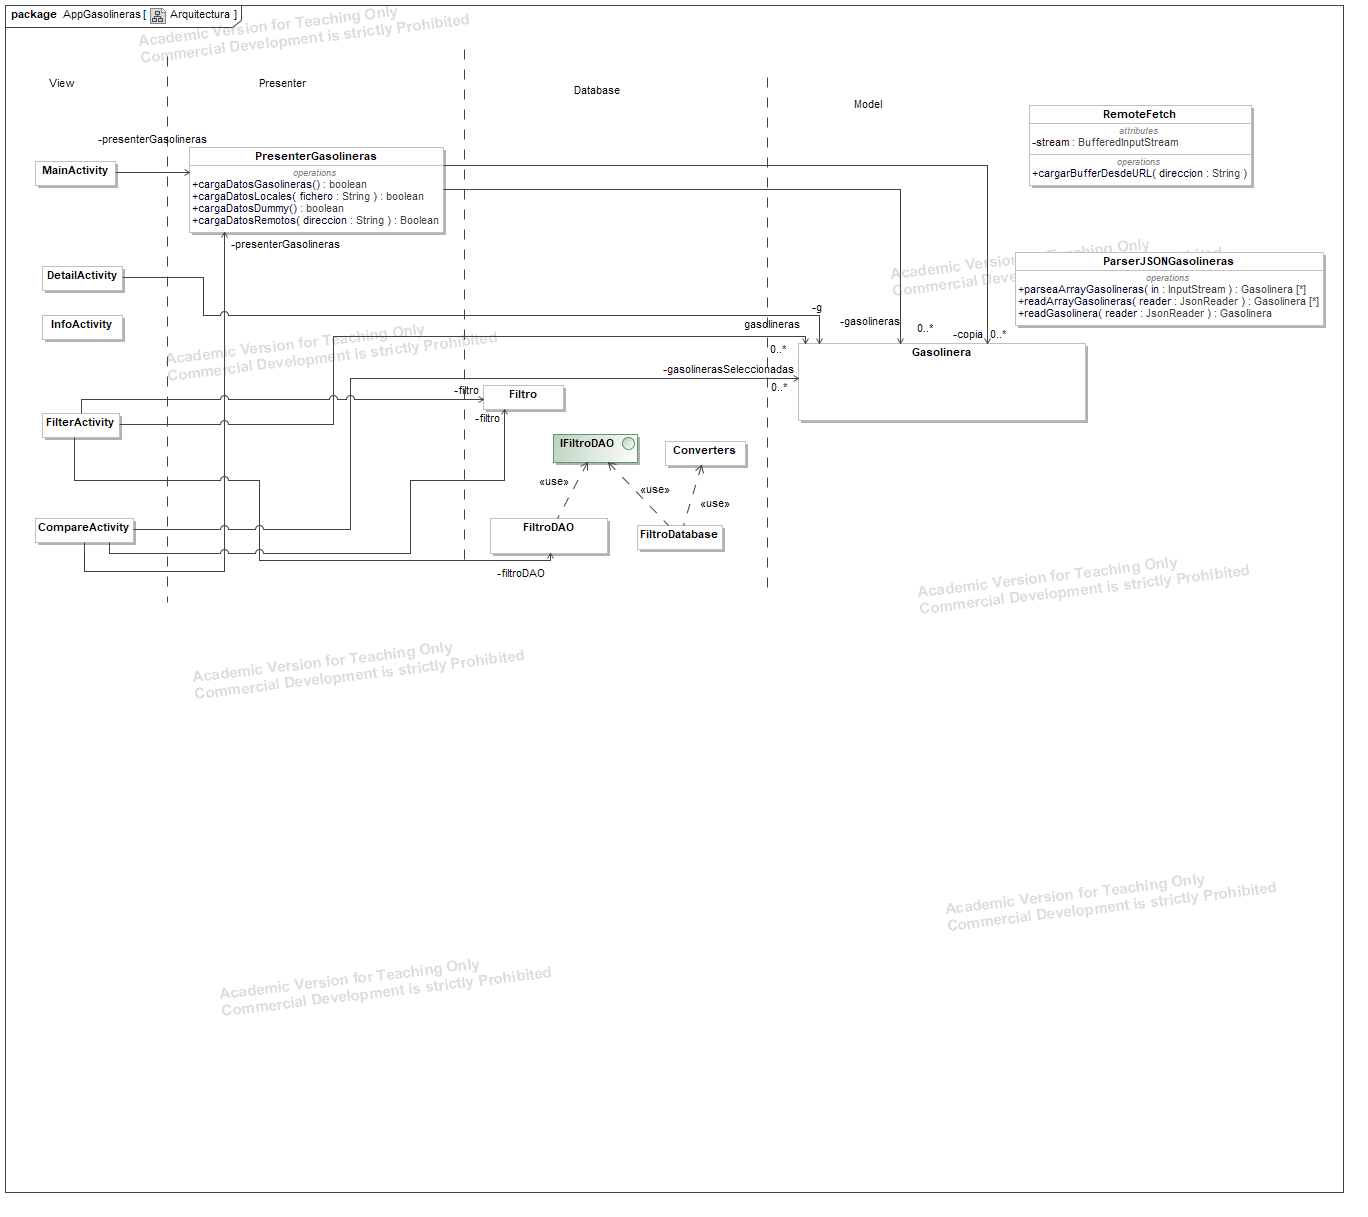 package AppGasolineras [ Arquitectura ]
Academic Version for Teaching Only
Commercial Development is strictly Prohibited
View
Presenter
Database
Model
-presenterGasolineras
MainActivity
PresenterGasolineras
operations
+cargaDatosGasolineras() : boolean
+cargaDatosLocales( fichero : String ) : boolean
+cargaDatosDummy() : boolean
+cargaDatosRemotos( direccion : String ) : Boolean
RemoteFetch
attributes
-stream : BufferedInputStream
operations
+cargarBufferDesdeURL( direccion : String )
-presenterGasolineras
Academic Version for Teaching Only
Commercial Development is strictly Prohibited
ParserJSONGasolineras
operations
+parseaArrayGasolineras( in : InputStream ) : Gasolinera [*]
+readArrayGasolineras( reader : JsonReader ) : Gasolinera [*]
+readGasolinera( reader : JsonReader ) : Gasolinera
DetailActivity
InfoActivity
-g
gasolineras
0..*
-gasolineras
0..*
-copia
0..*
Gasolinera
Academic Version for Teaching Only
Commercial Development is strictly Prohibited
-gasolinerasSeleccionadas
0..*
-filtro
Filtro
-filtro
FilterActivity
IFiltroDAO
Converters
«use»
«use»
«use»
CompareActivity
FiltroDAO
FiltroDatabase
-filtroDAO
Academic Version for Teaching Only
Commercial Development is strictly Prohibited
Academic Version for Teaching Only
Commercial Development is strictly Prohibited
Academic Version for Teaching Only
Commercial Development is strictly Prohibited
Academic Version for Teaching Only
Commercial Development is strictly Prohibited